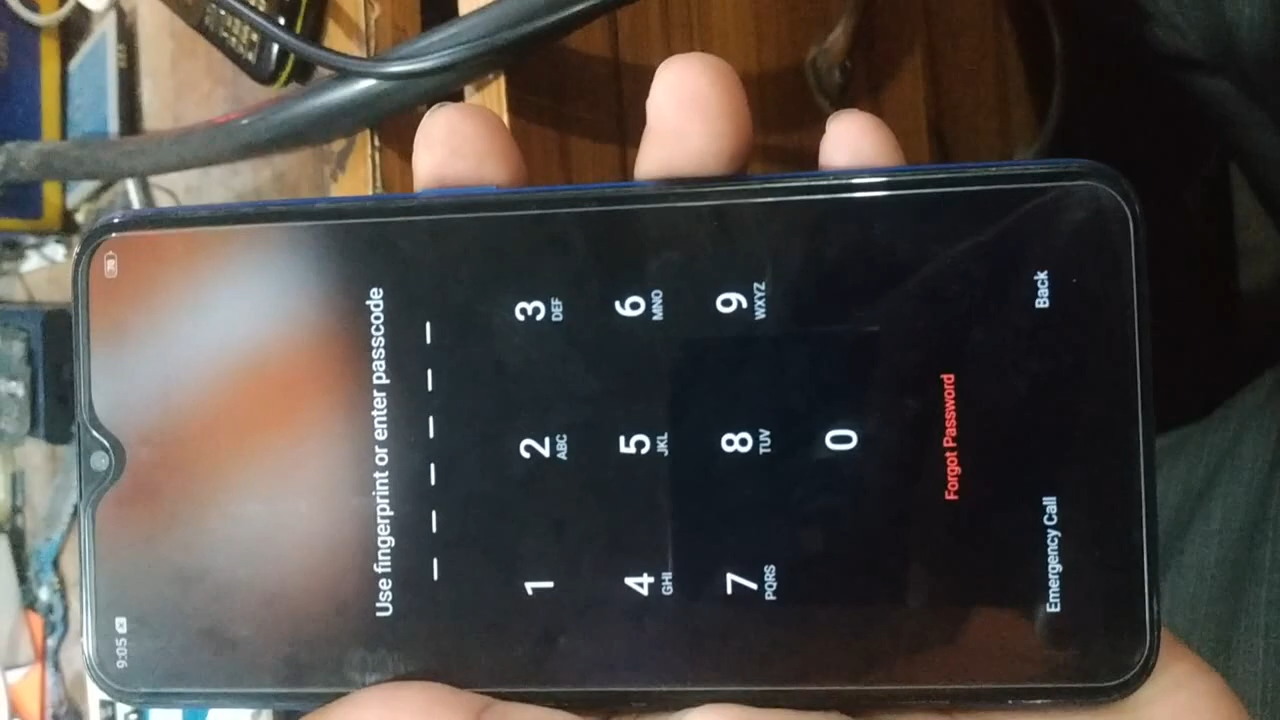 9:05
78
Use fingerprint or enter passcode
1
2 ABC
3 DEF
4 GHI
5 JKL
6 MNO
7 PQRS
8 TUV
9 WXYZ
0
Forgot Password
Emergency Call
Back